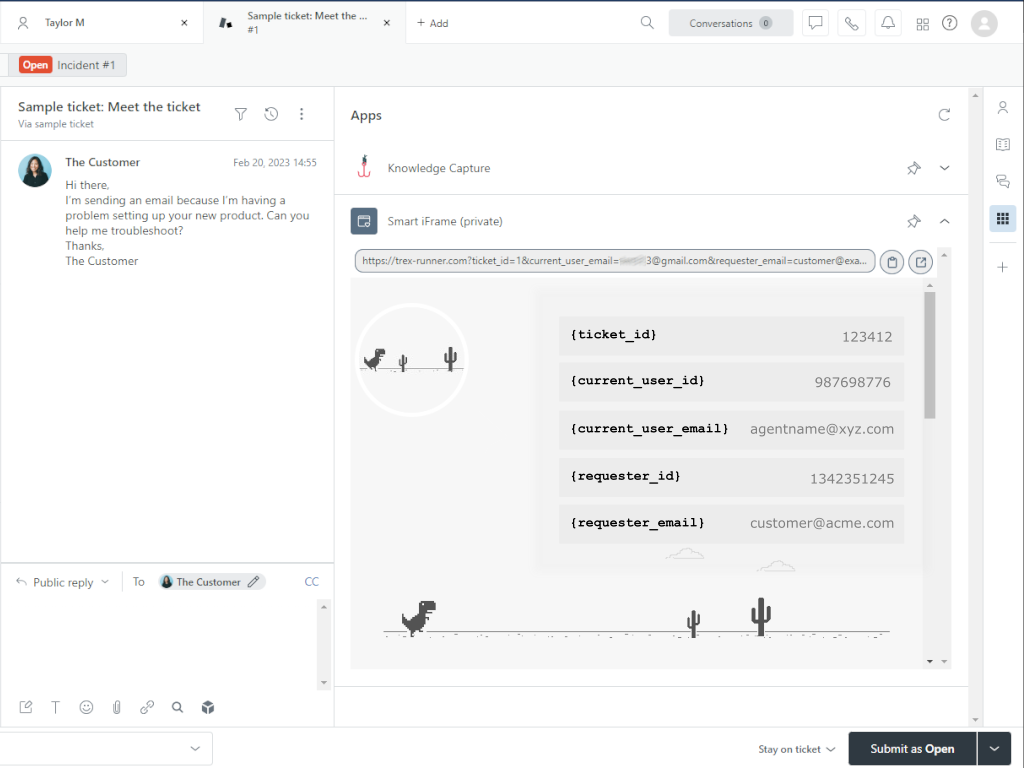 Taylor M
Sample ticket: Meet the ...
#1
+ Add
Conversations 0
Open Incident #1
Sample ticket: Meet the ticket
Via sample ticket
The Customer Feb 20, 2023 14:55
Hi there,
I'm sending an email because I'm having a
problem setting up your new product. Can you
help me troubleshoot?
Thanks,
The Customer
Public reply To The Customer CC
Apps
Knowledge Capture
Smart iFrame (private)
https://trex-runner.com?ticket_id=1&current_user_email= 3@gmail.com&requester_email=customer@exa...
{ticket_id} 123412
{current_user_id} 987698776
{current_user_email} agentname@xyz.com
{requester_id} 1342351245
{requester_email} customer@acme.com
Stay on ticket
Submit as Open